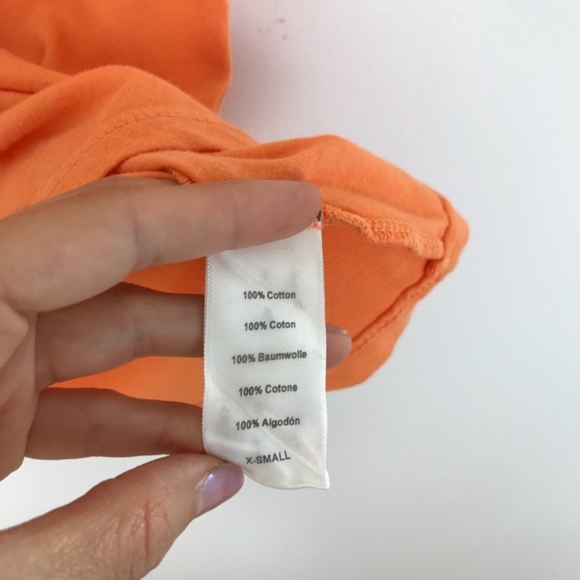 100% Cotton
100% Coton
100% Baumwolle
100% Cotone
100% Algodón
X-SMALL